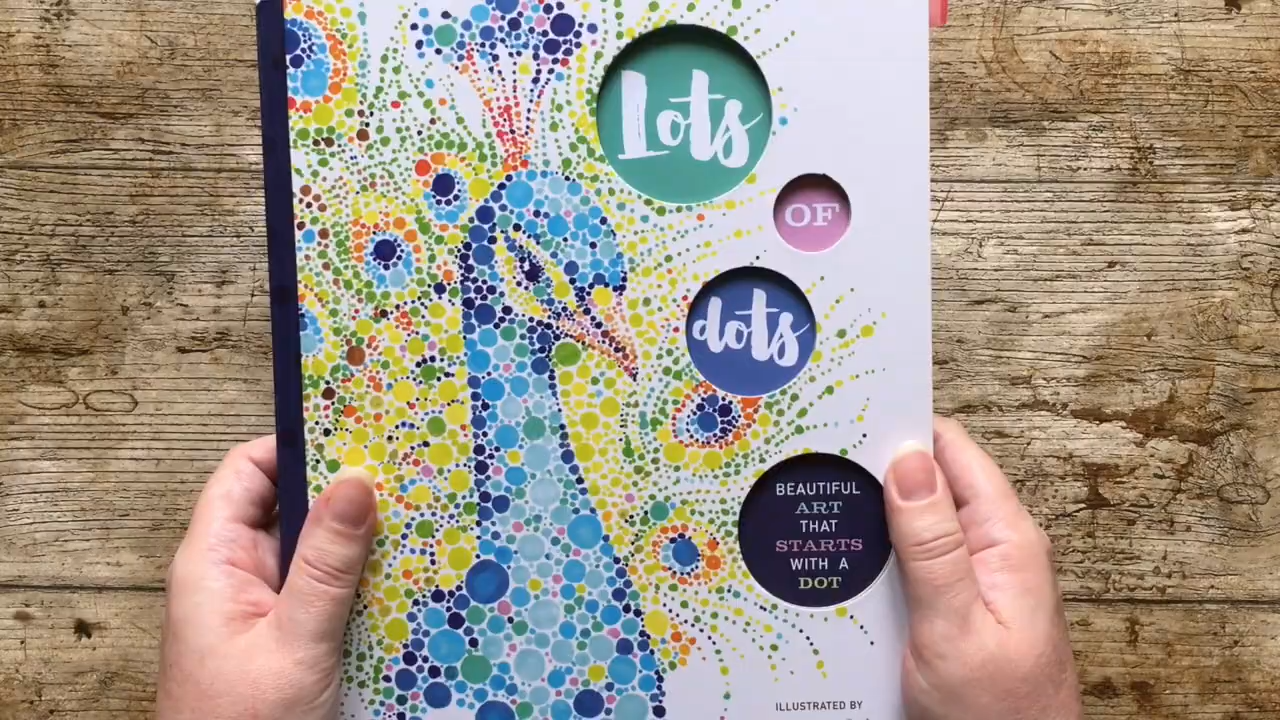 Lots
OF
dots
BEAUTIFUL
ART
THAT
STARTS
WITH A
DOT
ILLUSTRATED BY